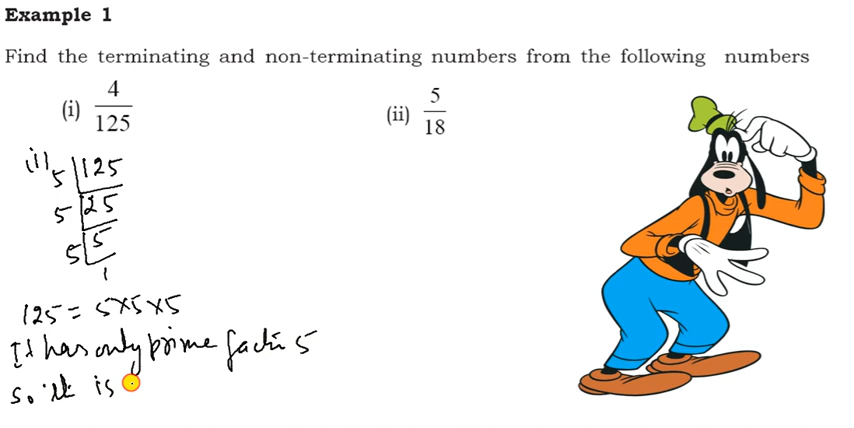 Example 1
Find the terminating and non-terminating numbers from the following numbers
(i) 4/125 (ii) 5/18
(i) 5 125
5 25
5 5
1
125 = 5×5×5
It has only prime factor 5
So it is